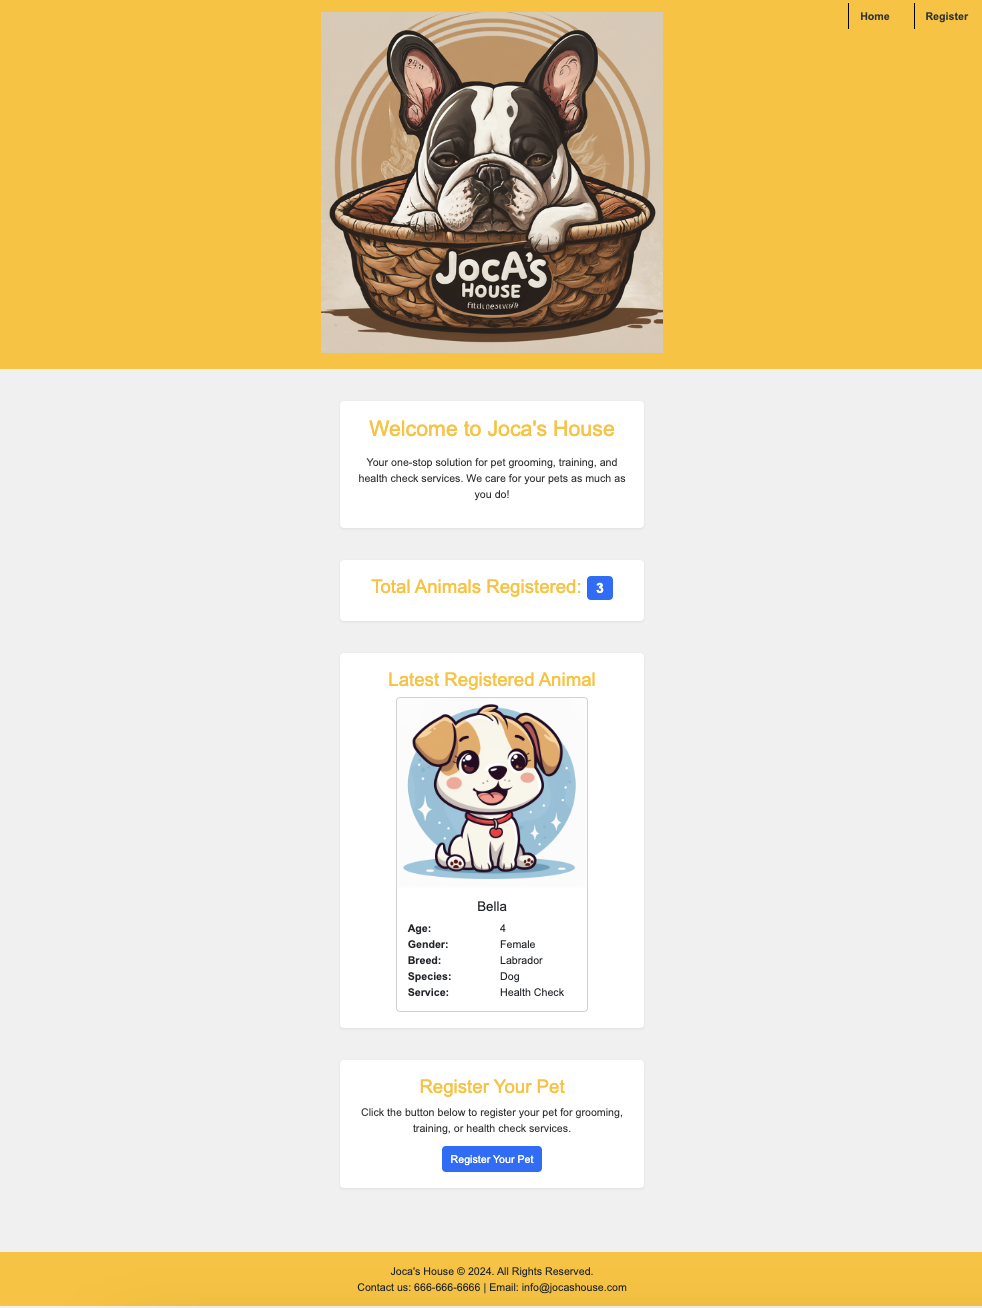 Home
Register
JocA's
HOUSE
Welcome to Joca's House
Your one-stop solution for pet grooming, training, and
health check services. We care for your pets as much as
you do!
Total Animals Registered: 3
Latest Registered Animal
Bella
Age: 4
Gender: Female
Breed: Labrador
Species: Dog
Service: Health Check
Register Your Pet
Click the button below to register your pet for grooming,
training, or health check services.
Register Your Pet
Joca's House © 2024. All Rights Reserved.
Contact us: 666-666-6666 | Email: info@jocashouse.com